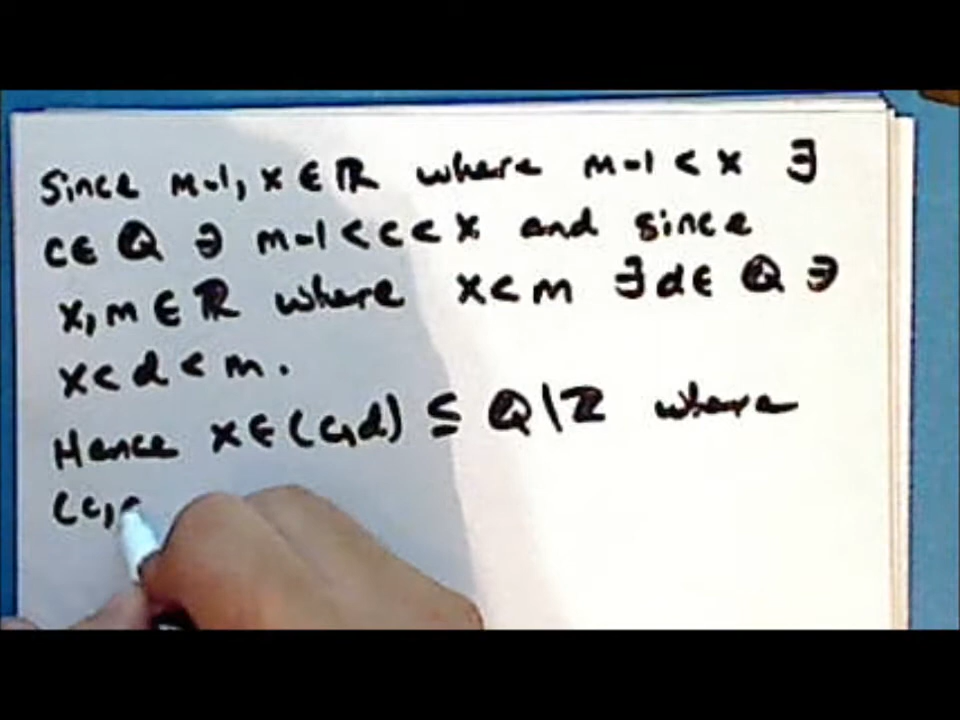 Since m-1, x ∈ ℝ where m-1 < x ∃
c ∈ ℚ ∋ m-1 < c < x and since
x, m ∈ ℝ where x < m ∃ d ∈ ℚ ∋
x < d < m.
Hence x ∈ (c,d) ⊆ ℚ\ℤ where
(c,